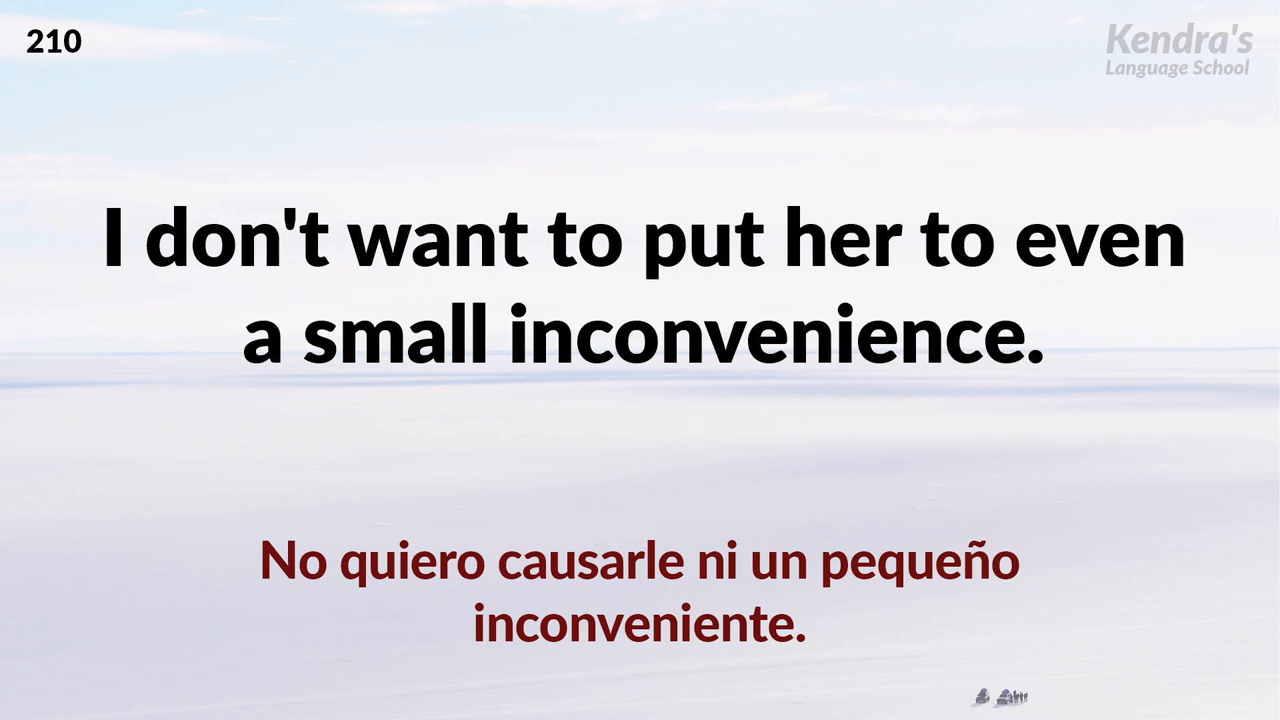 210
Kendra's
Language School
I don't want to put her to even
a small inconvenience.
No quiero causarle ni un pequeño
inconveniente.